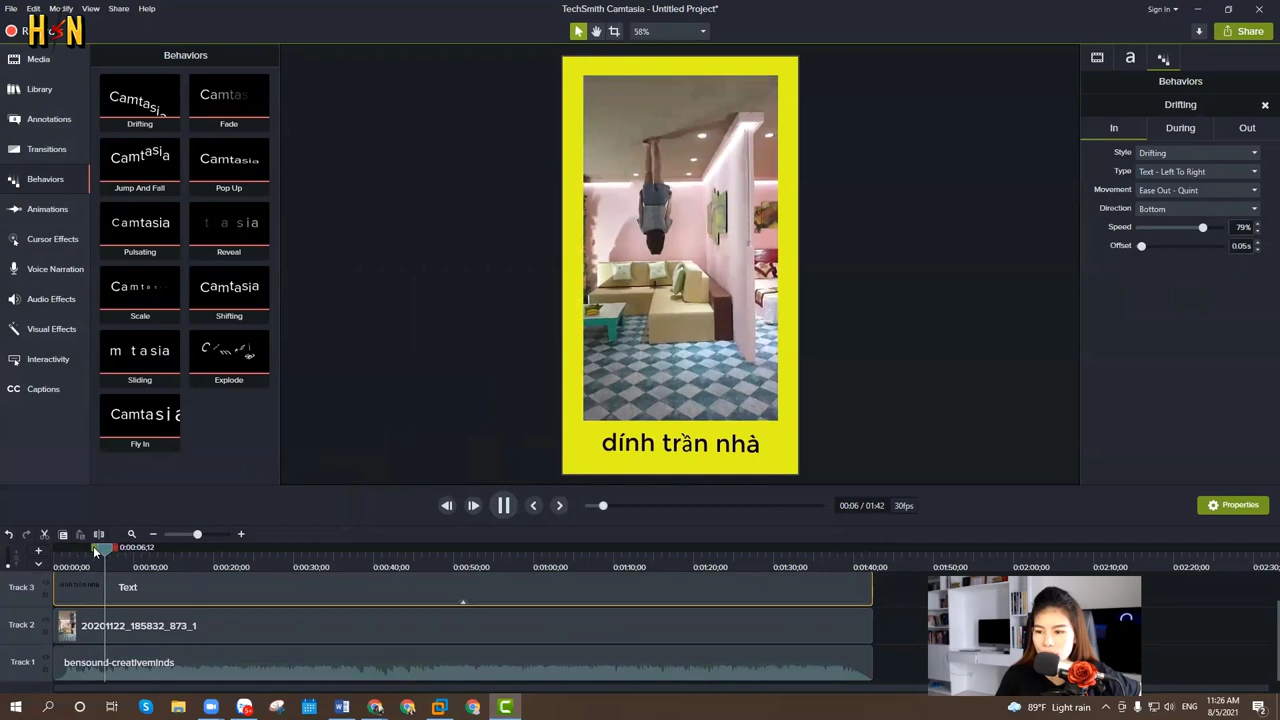 File Edit Modify View Share Help
TechSmith Camtasia - Untitled Project*
Sign In
H N
58%
Share
Media
Library
Annotations
Transitions
Behaviors
Animations
Cursor Effects
Voice Narration
Audio Effects
Visual Effects
Interactivity
Captions
Behaviors
Camtasia
Camtas
Drifting
Fade
Camtasia
Camtasia
Jump And Fall
Pop Up
Camtasia
t a sia
Pulsating
Reveal
Camt
Camtasia
Scale
Shifting
m t asia
Sliding
Explode
Camtasia
Fly In
dính trần nhà
Behaviors
Drifting
In During Out
Style Drifting
Type Text - Left To Right
Movement Ease Out - Quint
Direction Bottom
Speed 79%
Offset 0.05s
00:06 / 01:42 30fps
Properties
0:00:06;12
0:00:00;00 0:00:10;00 0:00:20;00 0:00:30;00 0:00:40;00 0:00:50;00 0:01:00;00 0:01:10;00 0:01:20;00 0:01:30;00 0:01:40;00 0:01:50;00 0:02:00;00 0:02:10;00 0:02:20;00
Track 3
dính trần nhà
Text
Track 2
20201122_185832_873_1
Track 1
bensound-creativeminds
89°F Light rain
11:26 AM
8/5/2021